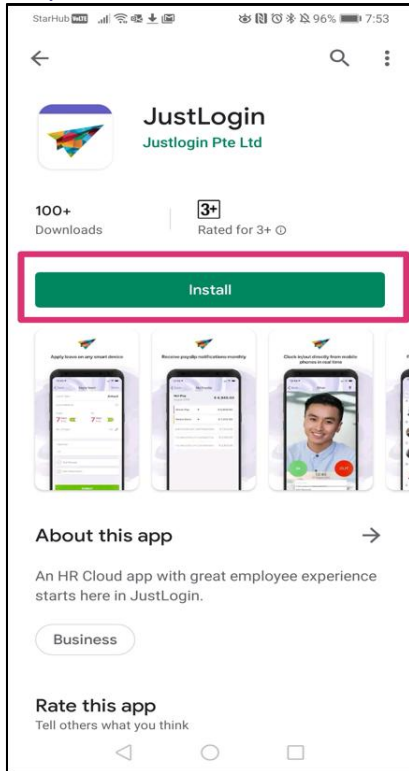 StarHub VoLTE 96% 7:53
JustLogin
Justlogin Pte Ltd
100+
3+
Downloads
Rated for 3+
Install
Apply leave on any smart device
Receive payslip notifications monthly
Clock in/out directly from mobile
phones in real time
About this app
An HR Cloud app with great employee experience
starts here in JustLogin.
Business
Rate this app
Tell others what you think